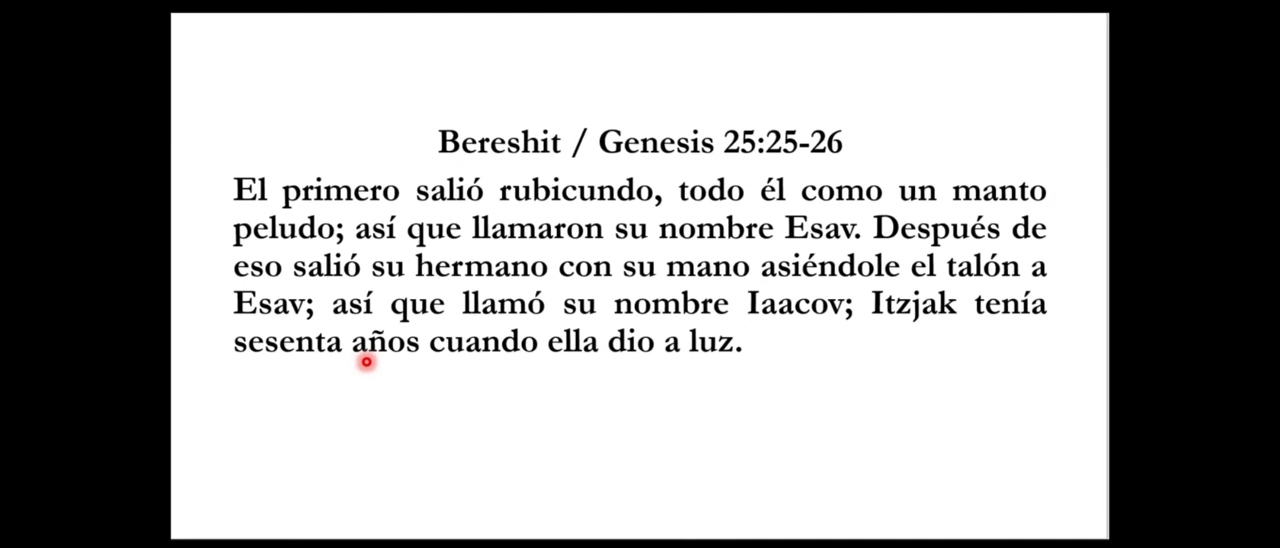 Bereshit / Genesis 25:25-26
El primero salió rubicundo, todo él como un manto
peludo; así que llamaron su nombre Esav. Después de
eso salió su hermano con su mano asiéndole el talón a
Esav; así que llamó su nombre Iaacov; Itzjak tenía
sesenta años cuando ella dio a luz.